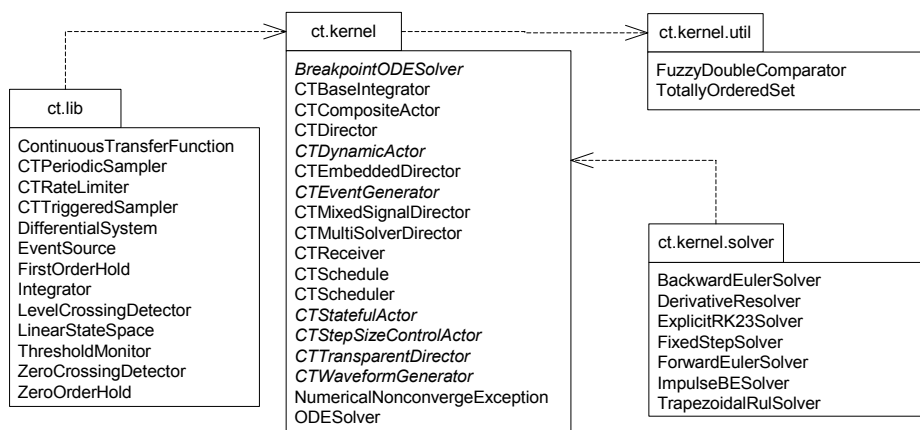 ct.kernel
BreakpointODESolver
CTBaseIntegrator
CTCompositeActor
CTDirector
CTDynamicActor
CTEmbeddedDirector
CTEventGenerator
CTMixedSignalDirector
CTMultiSolverDirector
CTReceiver
CTSchedule
CTScheduler
CTStatefulActor
CTStepSizeControlActor
CTTransparentDirector
CTWaveformGenerator
NumericalNonconvergeException
ODESolver
ct.kernel.util
FuzzyDoubleComparator
TotallyOrderedSet
ct.lib
ContinuousTransferFunction
CTPeriodicSampler
CTRateLimiter
CTTriggeredSampler
DifferentialSystem
EventSource
FirstOrderHold
Integrator
LevelCrossingDetector
LinearStateSpace
ThresholdMonitor
ZeroCrossingDetector
ZeroOrderHold
ct.kernel.solver
BackwardEulerSolver
DerivativeResolver
ExplicitRK23Solver
FixedStepSolver
ForwardEulerSolver
ImpulseBESolver
TrapezoidalRulSolver